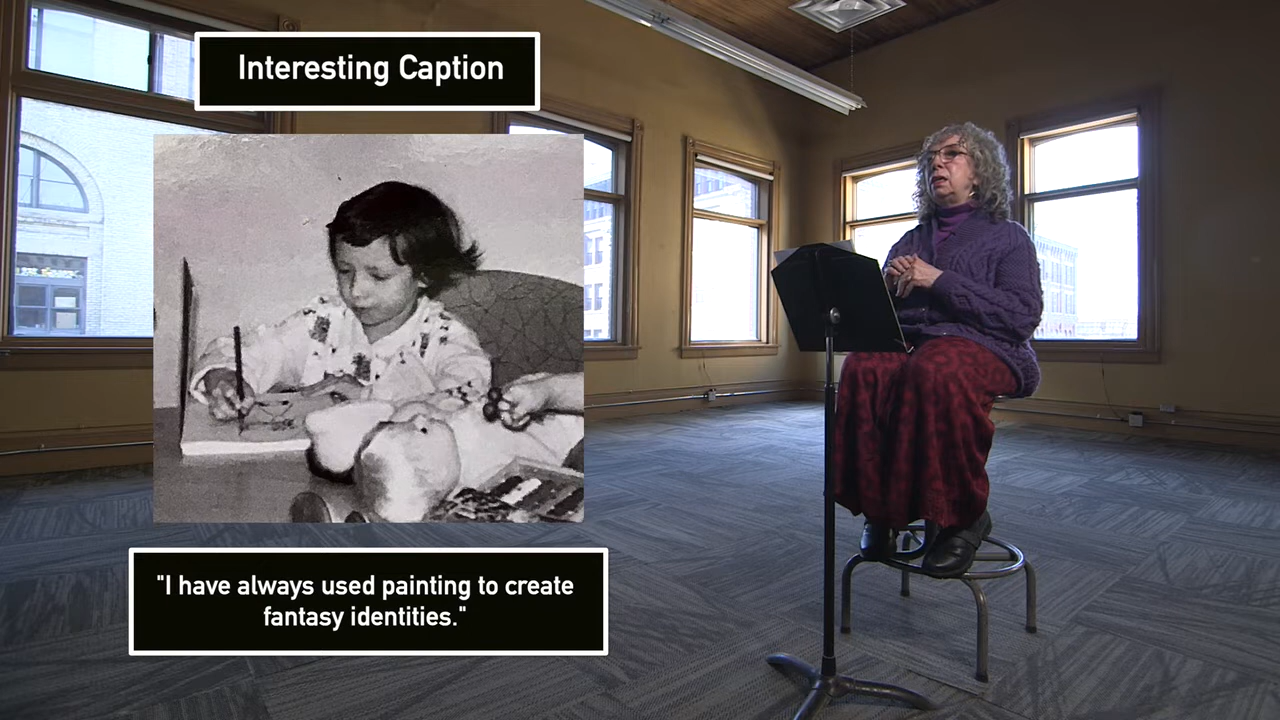 Interesting Caption
"I have always used painting to create
fantasy identities."